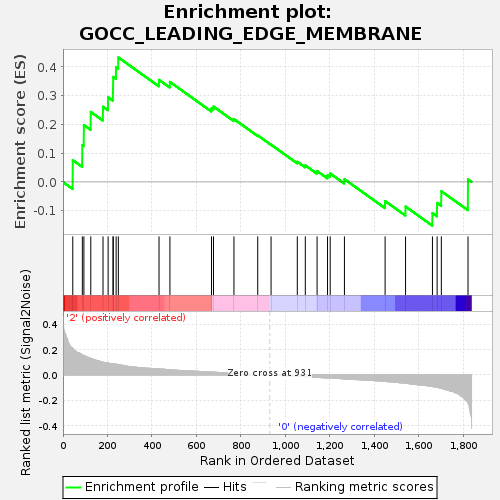 Enrichment plot:
GOCC_LEADING_EDGE_MEMBRANE
Enrichment score (ES)
0.4
0.3
0.2
0.1
0.0
-0.1
Ranked list metric (Signal2Noise)
'2' (positively correlated)
0.4
0.2
0.0
-0.2
-0.4
Zero cross at 931
'0' (negatively correlated)
0 200 400 600 800 1,000 1,200 1,400 1,600 1,800
Rank in Ordered Dataset
Enrichment profile Hits Ranking metric scores